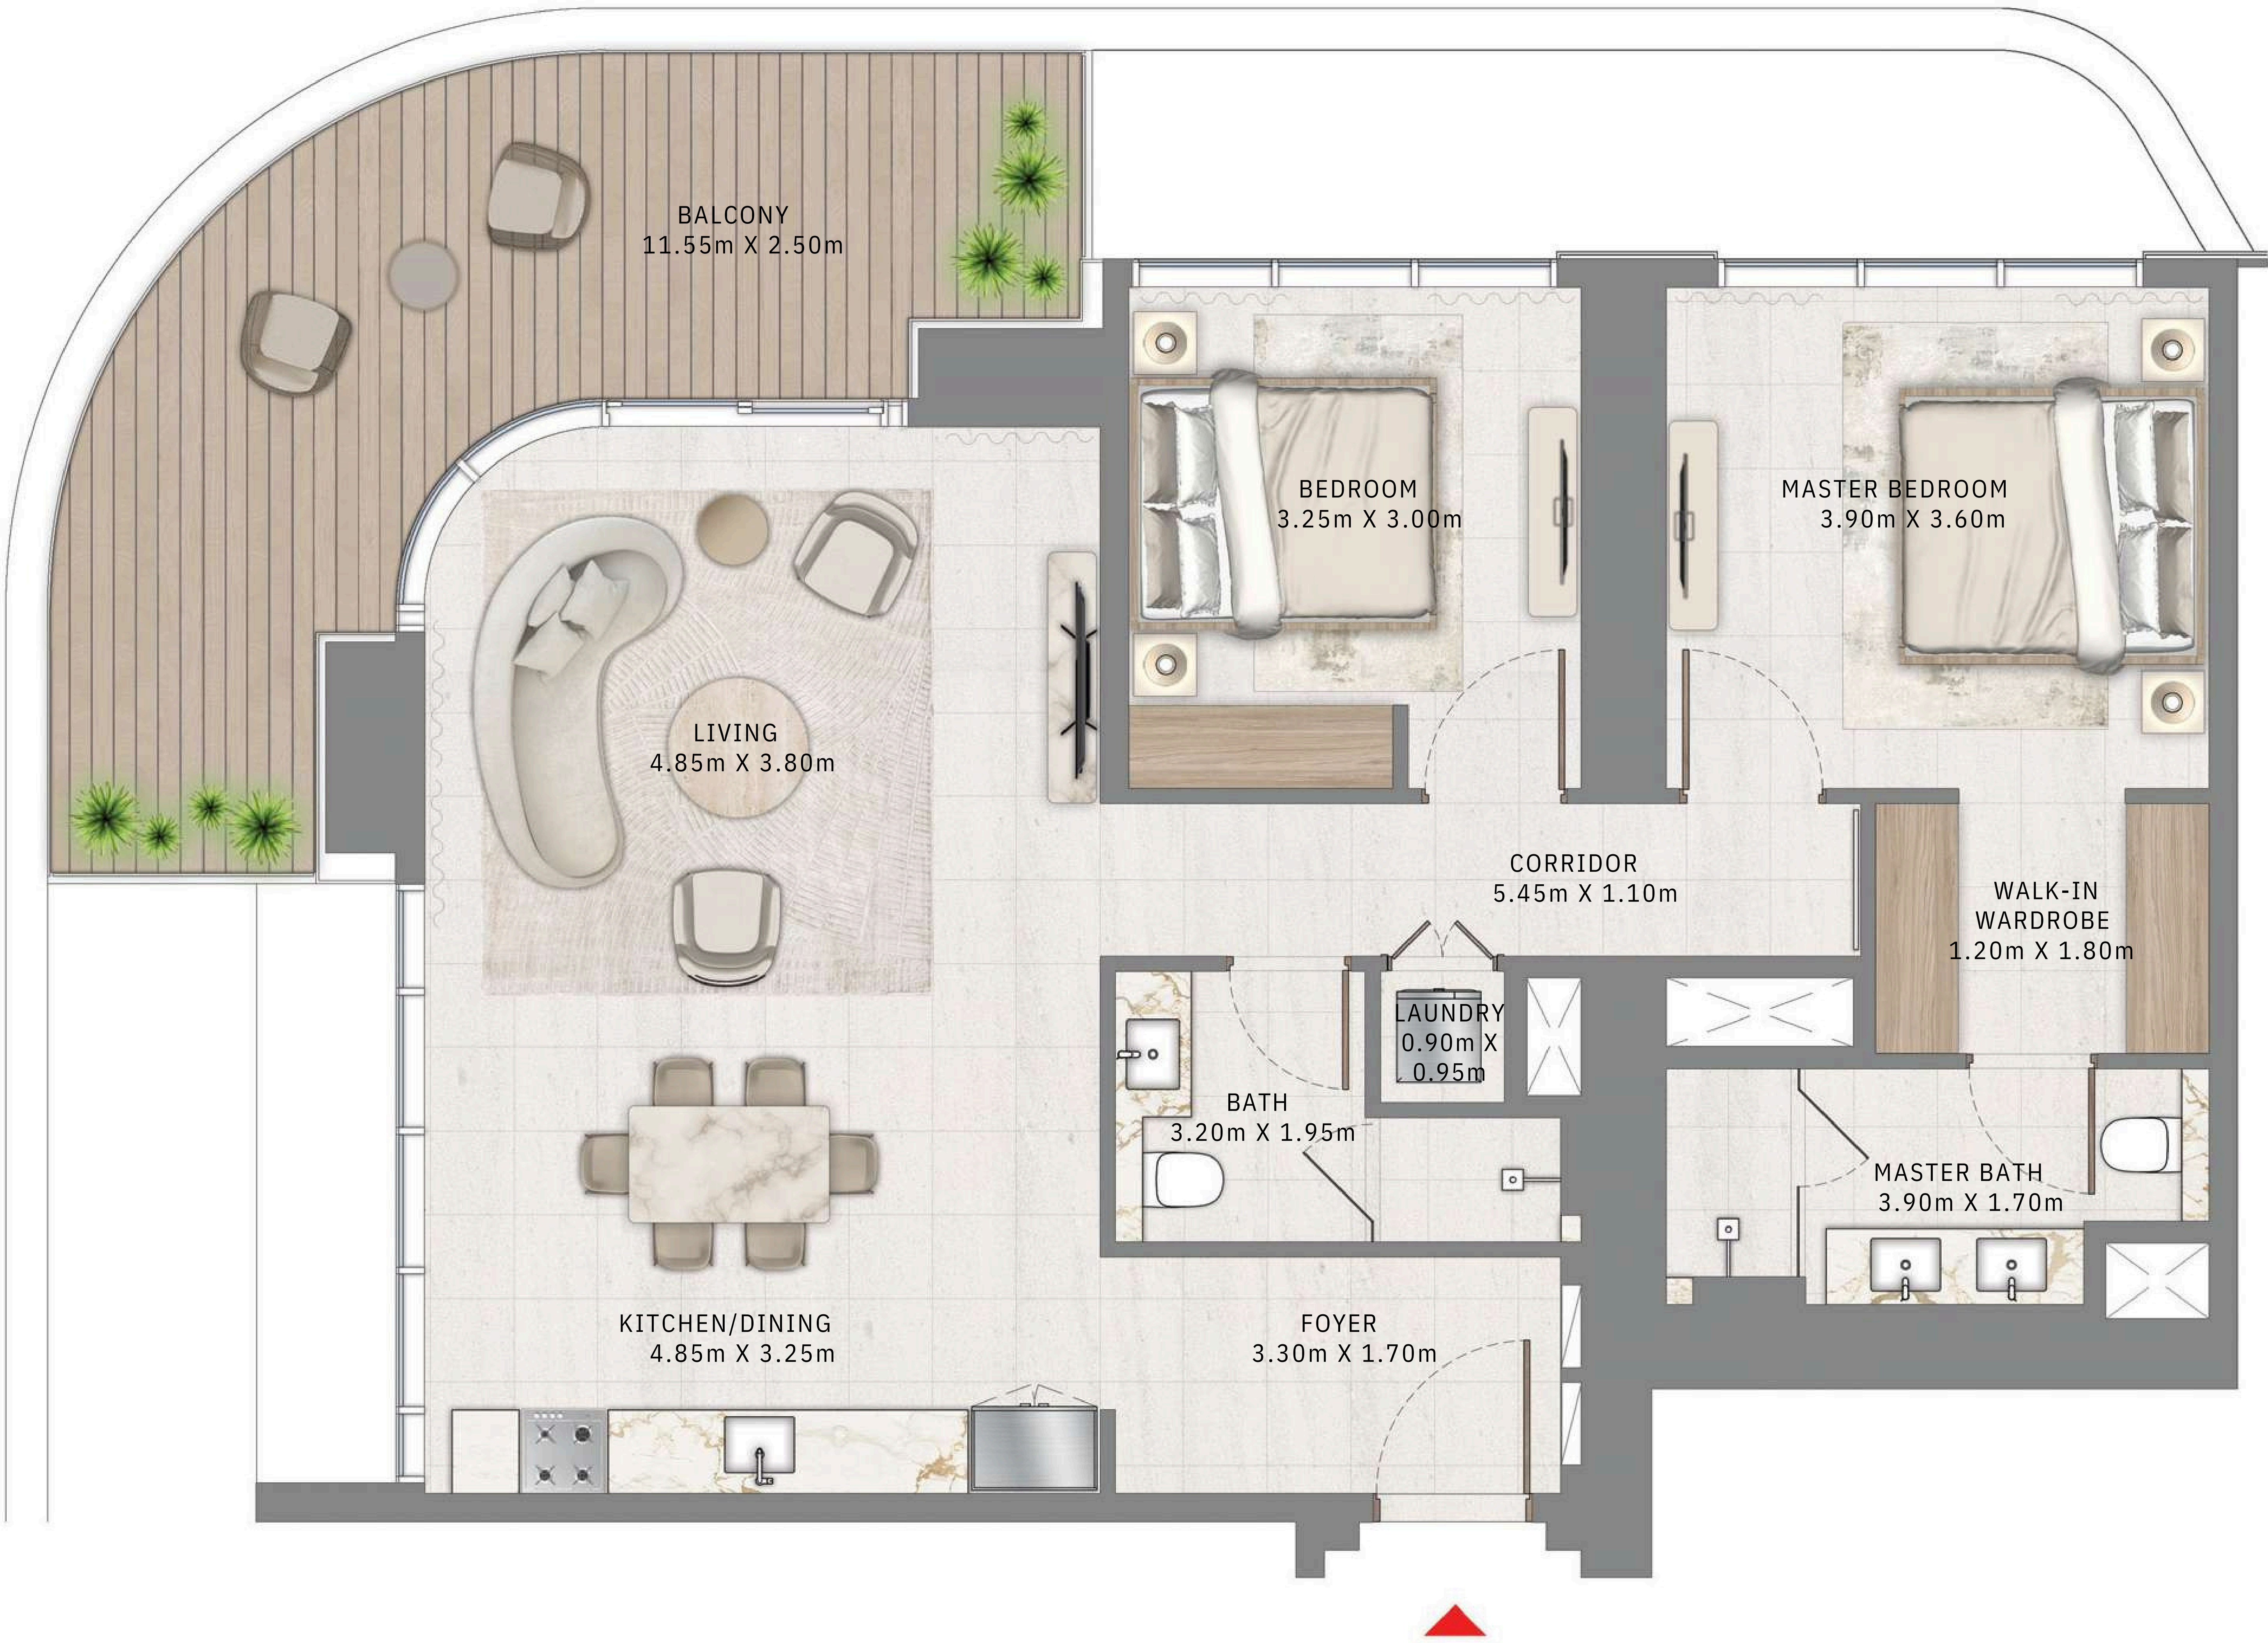 BALCONY
11.55m X 2.50m
BEDROOM
3.25m X 3.00m
MASTER BEDROOM
3.90m X 3.60m
LIVING
4.85m X 3.80m
CORRIDOR
5.45m X 1.10m
WALK-IN
WARDROBE
1.20m X 1.80m
LAUNDRY
0.90m X
0.95m
BATH
3.20m X 1.95m
MASTER BATH
3.90m X 1.70m
KITCHEN/DINING
4.85m X 3.25m
FOYER
3.30m X 1.70m